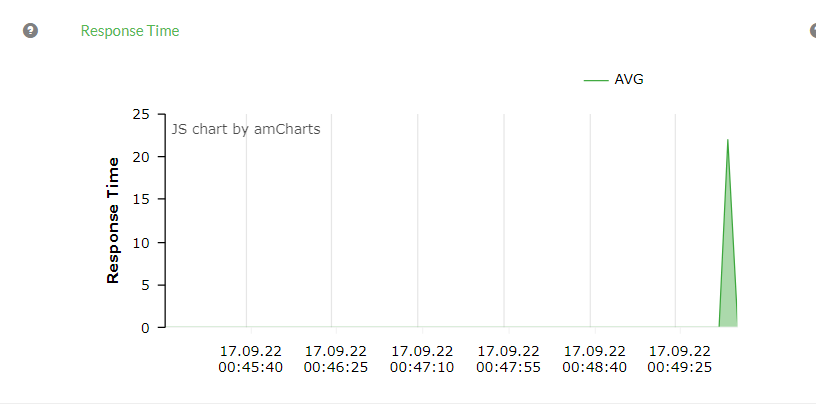 Response Time
AVG
25
JS chart by amCharts
20
15
10
5
0
Response Time
17.09.22 17.09.22 17.09.22 17.09.22 17.09.22 17.09.22
00:45:40 00:46:25 00:47:10 00:47:55 00:48:40 00:49:25